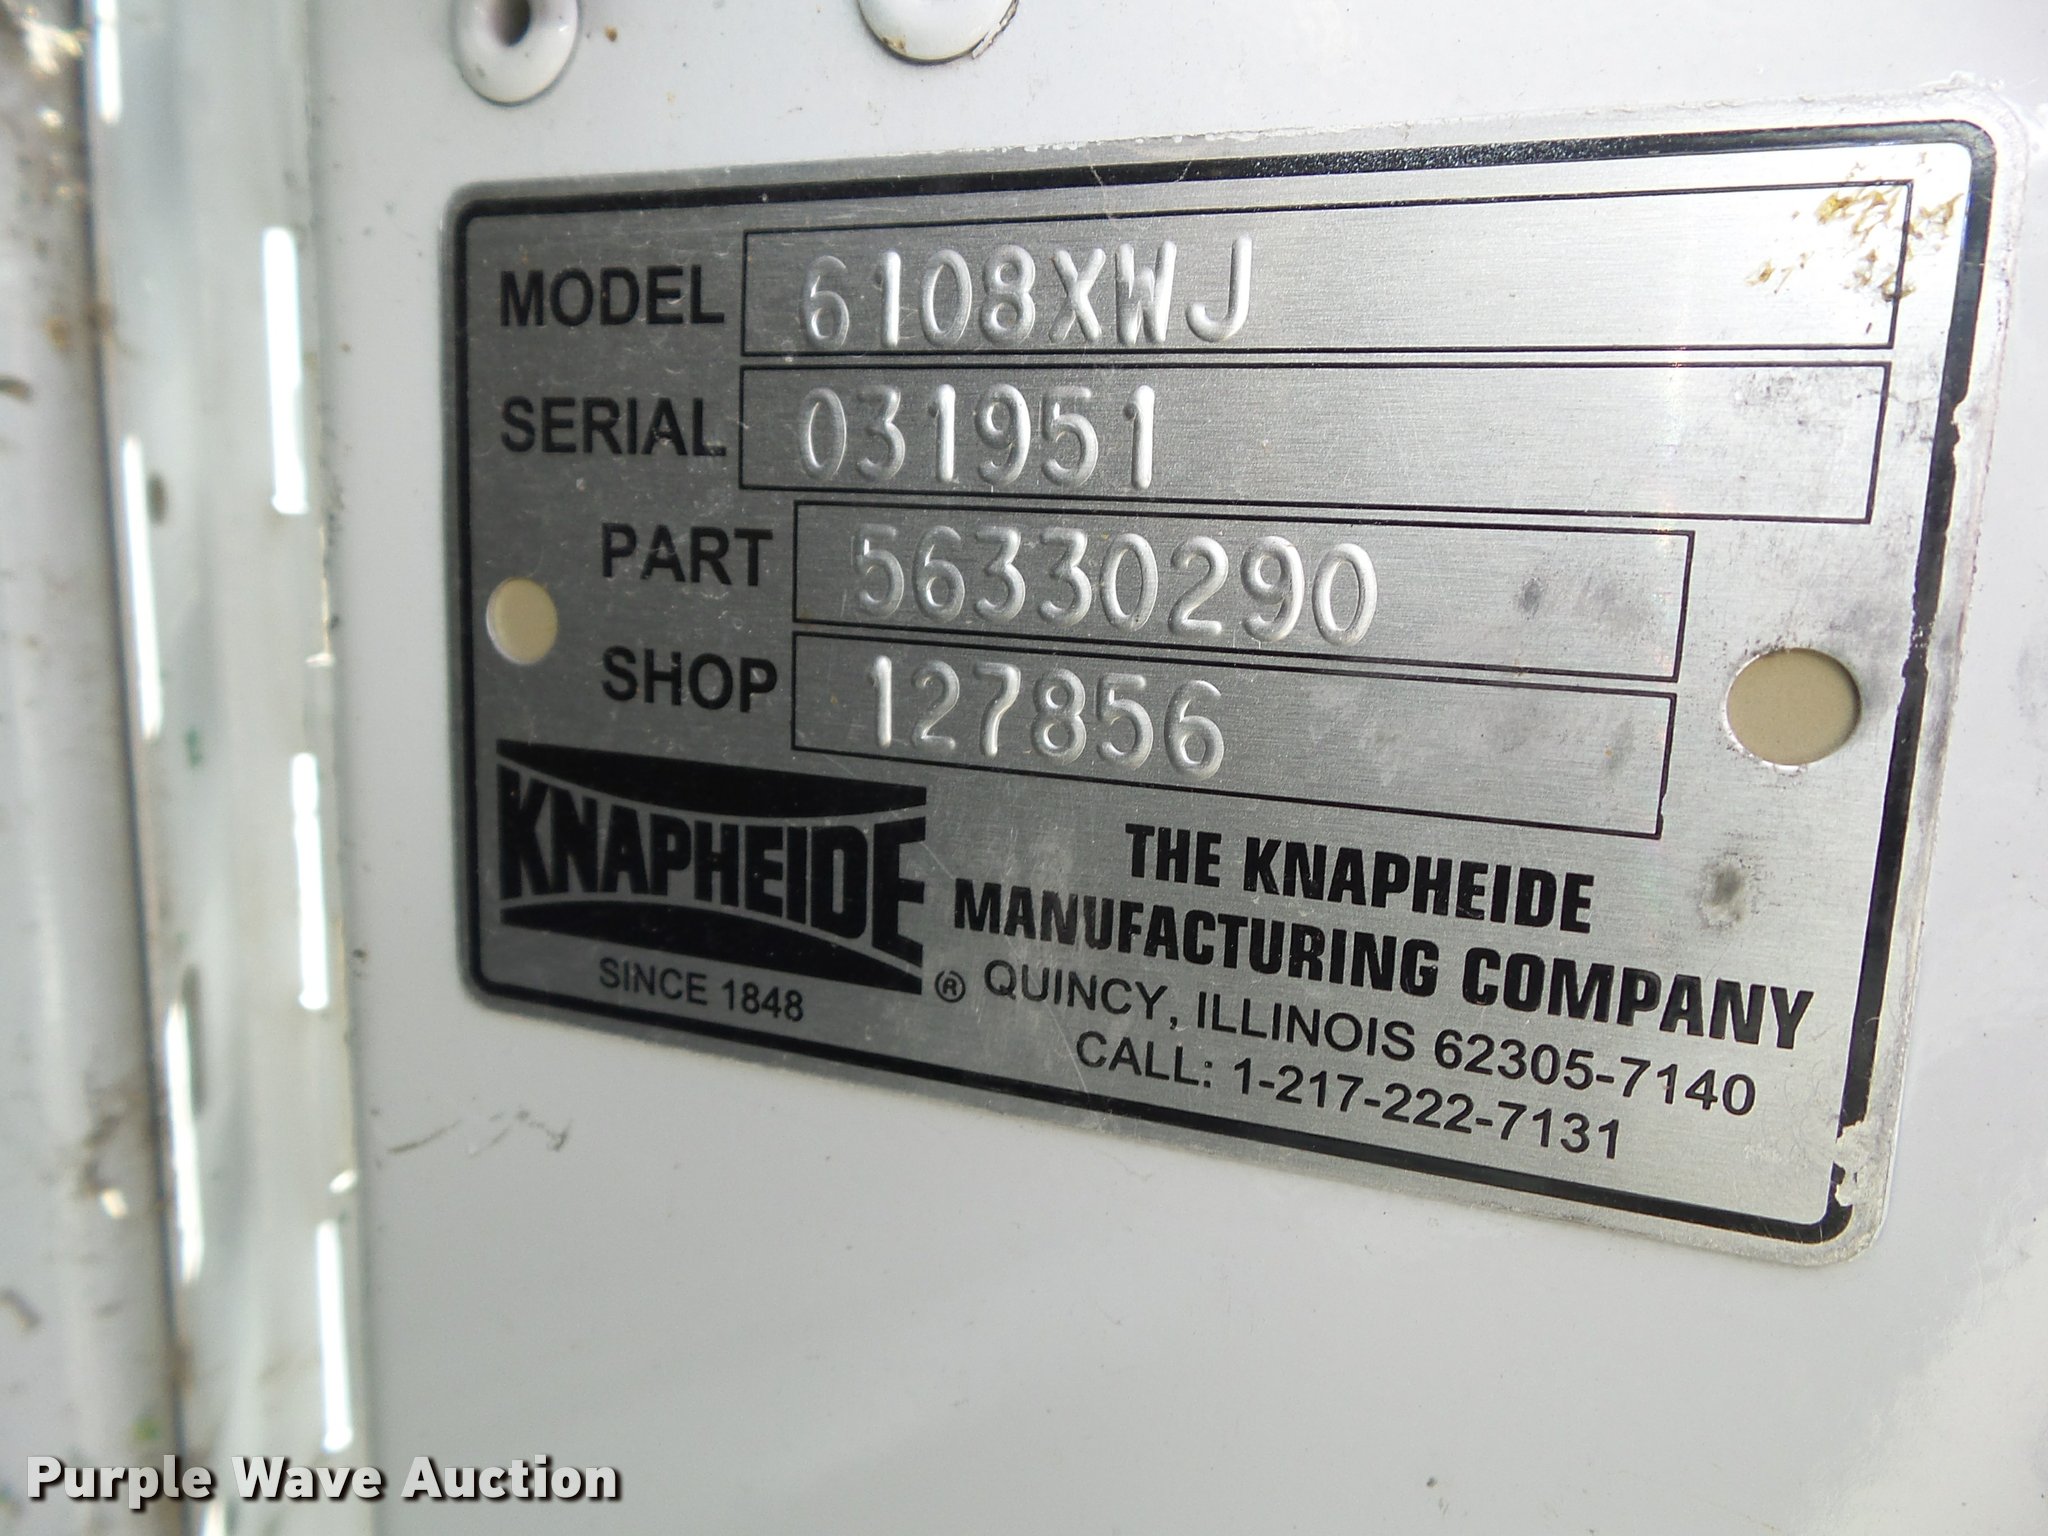 MODEL 6108XWJ
SERIAL 031951
PART 56330290
SHOP 127856
KNAPHEIDE ®
SINCE 1848
THE KNAPHEIDE
MANUFACTURING COMPANY
QUINCY, ILLINOIS 62305-7140
CALL: 1-217-222-7131
Purple Wave Auction